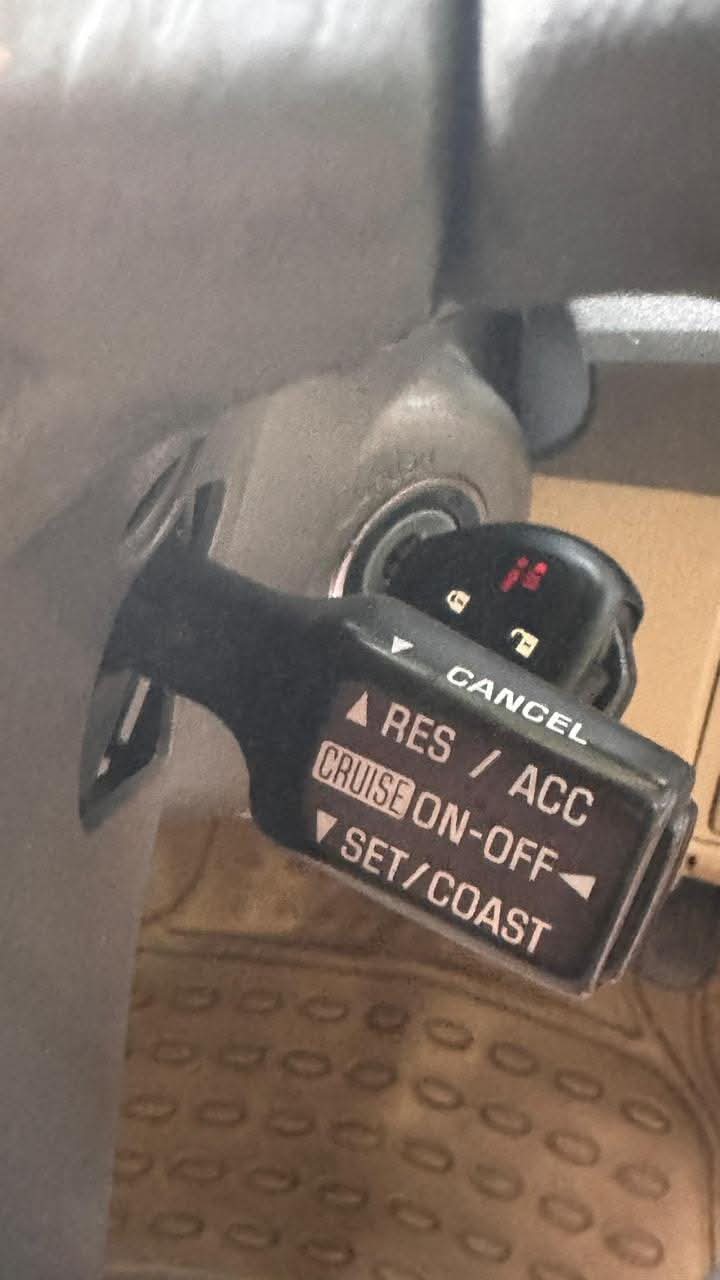 CANCEL
RES / ACC
CRUISE ON-OFF
SET/COAST